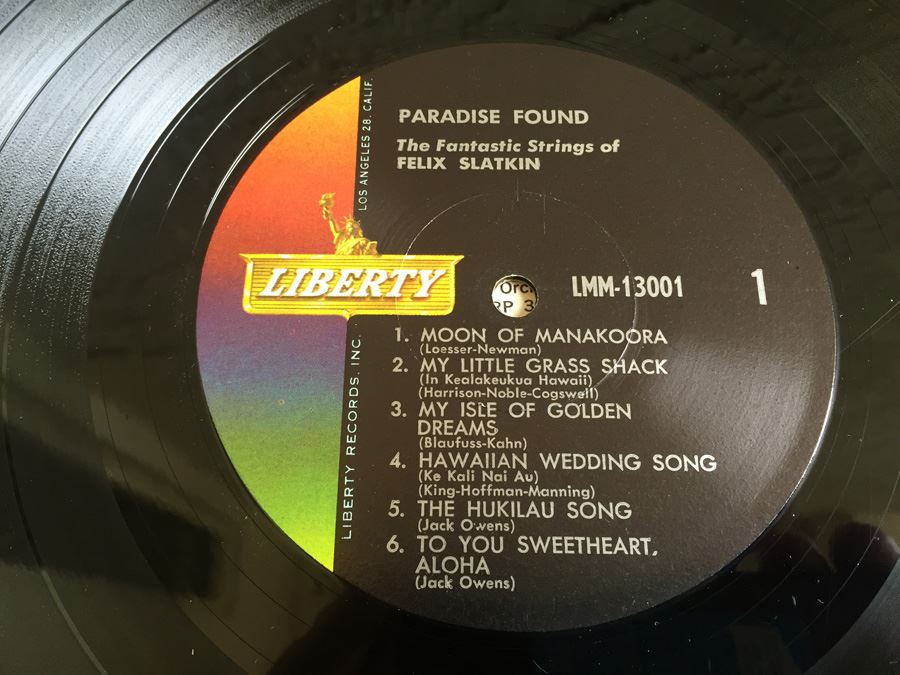 PARADISE FOUND
The Fantastic Strings of
FELIX SLATKIN
LOS ANGELES 28, CALIF.
LIBERTY
LIBERTY RECORDS, INC.
LMM-13001
1
1. MOON OF MANAKOORA
(Loesser-Newman)
2. MY LITTLE GRASS SHACK
(In Kealakeukua Hawaii)
(Harrison-Noble-Cogswell)
3. MY ISLE OF GOLDEN
DREAMS
(Blaufuss-Kahn)
4. HAWAIIAN WEDDING SONG
(Ke Kali Nai Au)
(King-Hoffman-Manning)
5. THE HUKILAU SONG
(Jack Owens)
6. TO YOU SWEETHEART,
ALOHA
(Jack Owens)